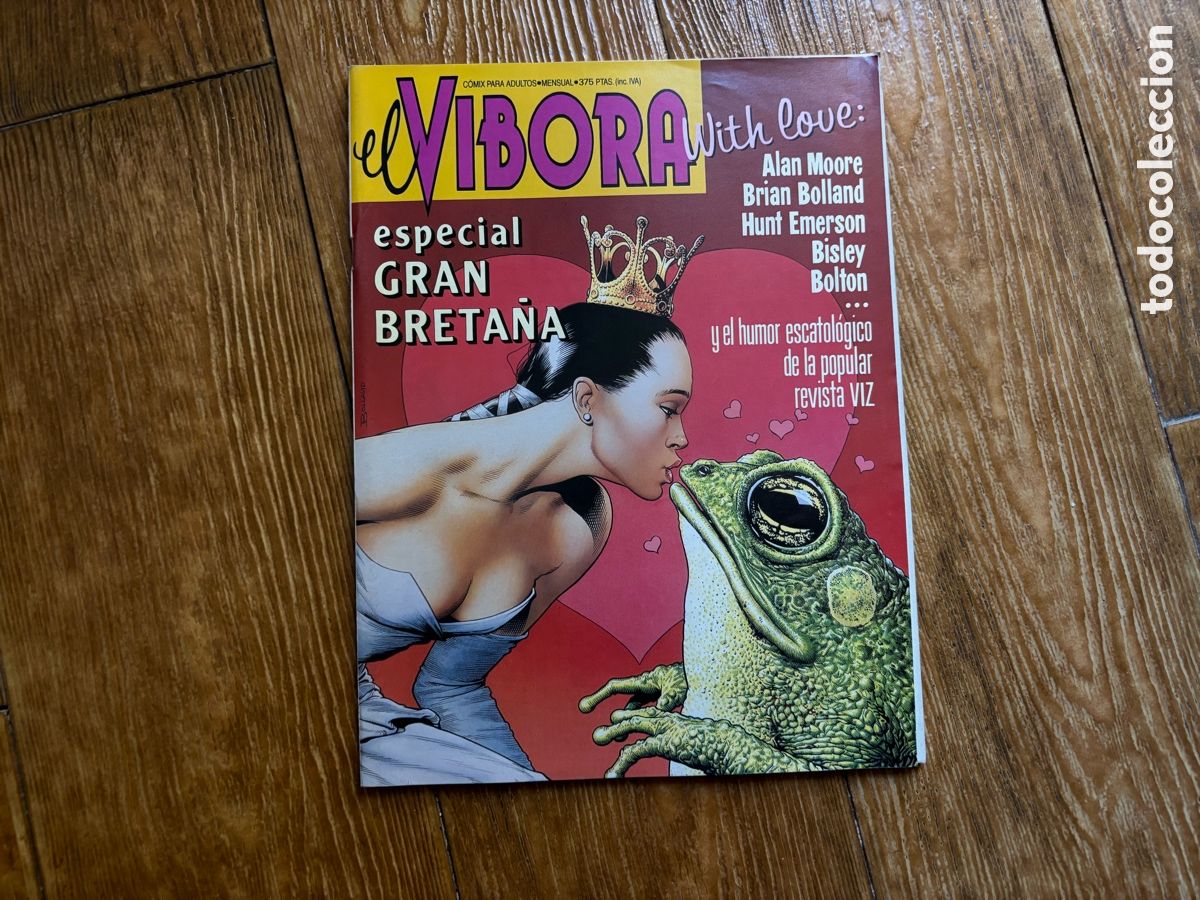 CÓMIX PARA ADULTOS•MENSUAL•375 PTAS. (inc. IVA)
el VIBORA
With love:
Alan Moore
Brian Bolland
Hunt Emerson
Bisley
Bolton
...
y el humor escatológico
de la popular
revista VIZ
especial
GRAN
BRETAÑA
BOLLAND
todocoleccion